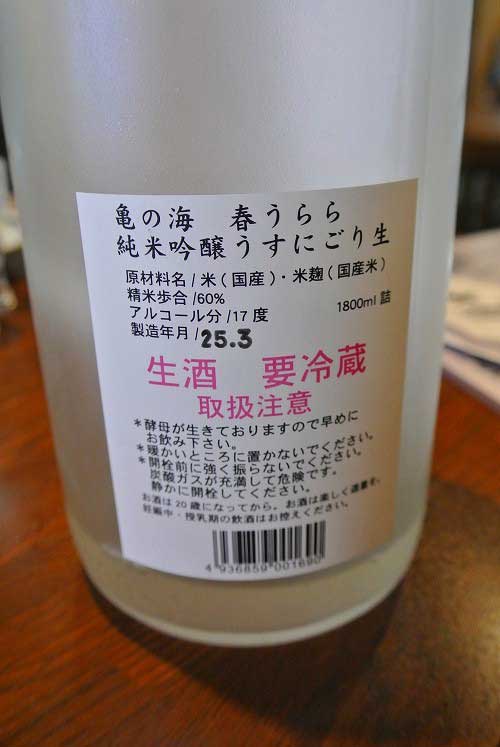 亀の海　春うらら
純米吟醸うすにごり生
原材料名/米(国産)・米麹(国産米)
精米歩合/60%
アルコール分/17度　1800ml 詰
製造年月/25.3
生酒　要冷蔵
取扱注意
*酵母が生きておりますので早めに
お飲み下さい。
*暖かいところに置かないでください。
*開栓前に強く振らないでください。
炭酸ガスが充満して危険です。
静かに開栓してください。
お酒は20歳になってから。お酒は楽しく適量を。
妊娠中・授乳期の飲酒はお控えください。
4 936859 001690